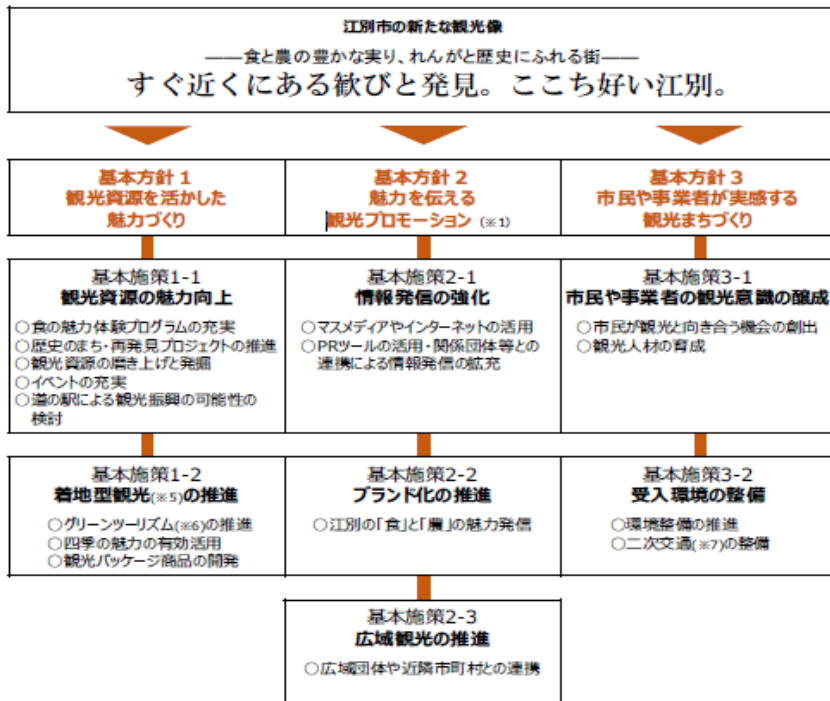 江別市の新たな観光像
――食と農の豊かな実り、れんがと歴史にふれる街――
すぐ近くにある歓びと発見。ここち好い江別。
基本方針1
観光資源を活かした
魅力づくり
基本方針2
魅力を伝える
観光プロモーション (※1)
基本方針3
市民や事業者が実感する
観光まちづくり
基本施策1-1
観光資源の魅力向上
○食の魅力体験プログラムの充実
○歴史のまち・再発見プロジェクトの推進
○観光資源の磨き上げと発掘
○イベントの充実
○道の駅による観光振興の可能性の
検討
基本施策2-1
情報発信の強化
○マスメディアやインターネットの活用
○PRツールの活用・関係団体等との
連携による情報発信の拡充
基本施策3-1
市民や事業者の観光意識の醸成
○市民が観光と向き合う機会の創出
○観光人材の育成
基本施策1-2
着地型観光(※5)の推進
○グリーンツーリズム(※6)の推進
○四季の魅力の有効活用
○観光パッケージ商品の開発
基本施策2-2
ブランド化の推進
○江別の「食」と「農」の魅力発信
基本施策3-2
受入環境の整備
○環境整備の推進
○二次交通(※7)の整備
基本施策2-3
広域観光の推進
○広域団体や近隣市町村との連携